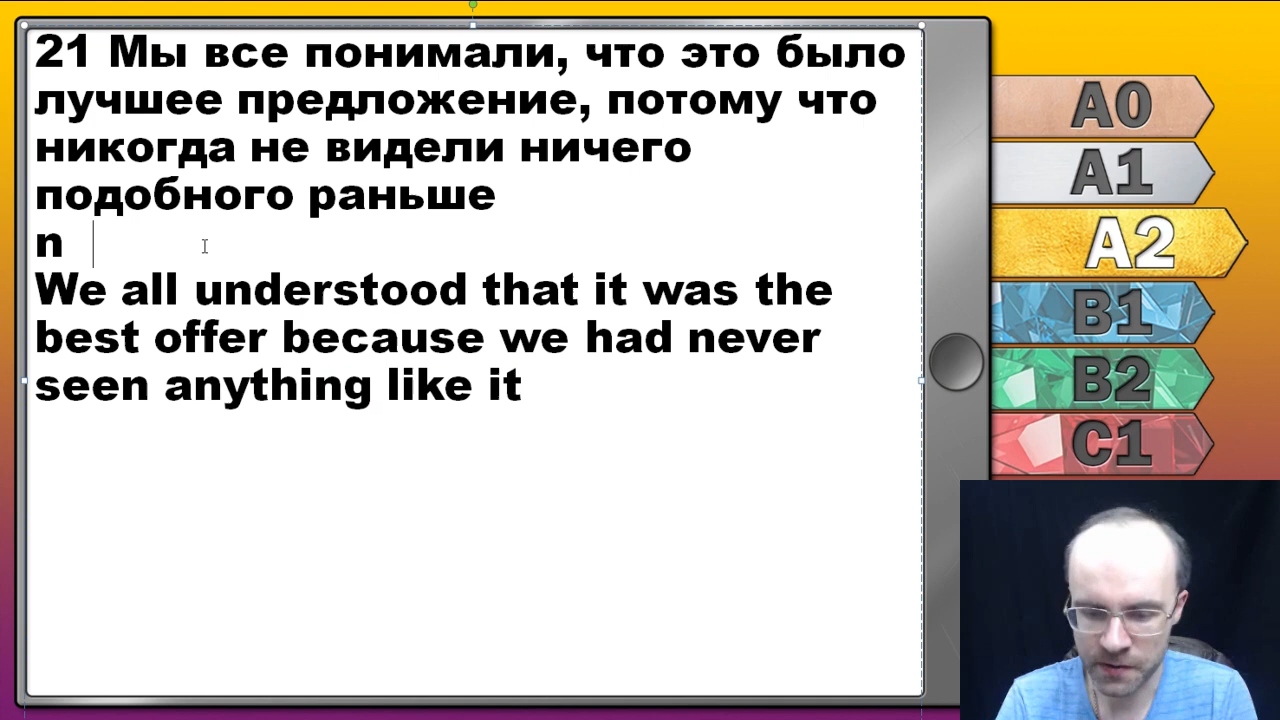 21 Мы все понимали, что это было
лучшее предложение, потому что
никогда не видели ничего
подобного раньше
n
We all understood that it was the
best offer because we had never
seen anything like it
A0
A1
A2
B1
B2
C1